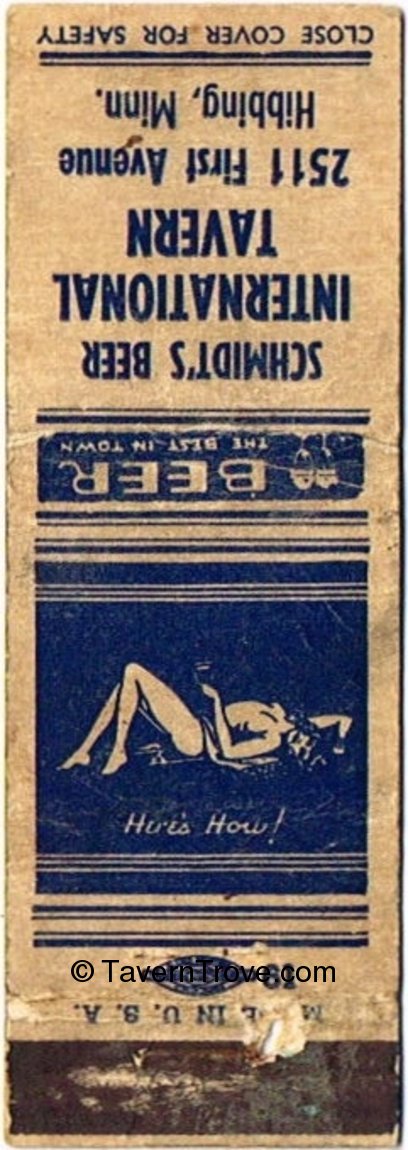 CLOSE COVER FOR SAFETY
Hibbing, Minn.
2511 First Avenue
TAVERN
INTERNATIONAL
SCHMIDT'S BEER
THE BEST IN TOWN
BEER
Here's How!
© TavernTrove.com
IN U. S. A.